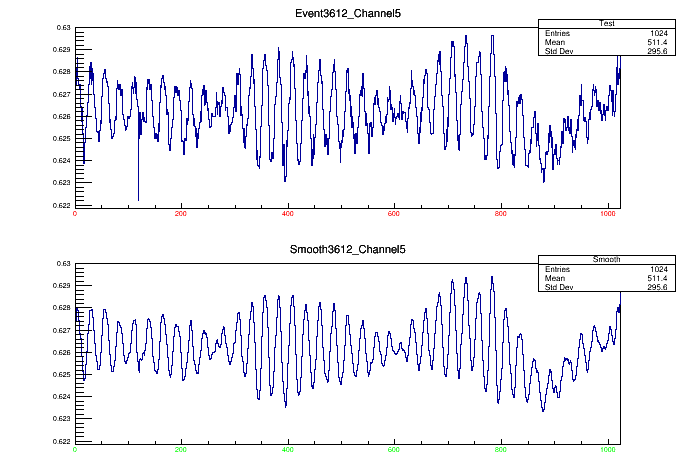 Event3612_Channel5
Test
Entries 1024
Mean 511.4
Std Dev 295.6
0.63
0.629
0.628
0.627
0.626
0.625
0.624
0.623
0.622
0 200 400 600 800 1000
Smooth3612_Channel5
Smooth
Entries 1024
Mean 511.4
Std Dev 295.6
0.63
0.629
0.628
0.627
0.626
0.625
0.624
0.623
0.622
0 200 400 600 800 1000